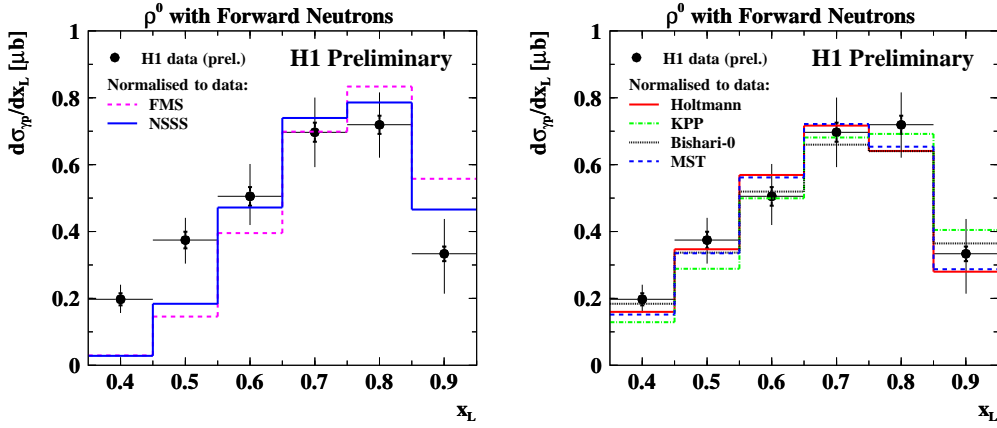 ρ⁰ with Forward Neutrons
dσγp/dxL [μb]
1
0.8
0.6
0.4
0.2
0
H1 Preliminary
H1 data (prel.)
Normalised to data:
FMS
NSSS
0.4 0.5 0.6 0.7 0.8 0.9
xL
ρ⁰ with Forward Neutrons
dσγp/dxL [μb]
1
0.8
0.6
0.4
0.2
0
H1 Preliminary
H1 data (prel.)
Normalised to data:
Holtmann
KPP
Bishari-0
MST
0.4 0.5 0.6 0.7 0.8 0.9
xL